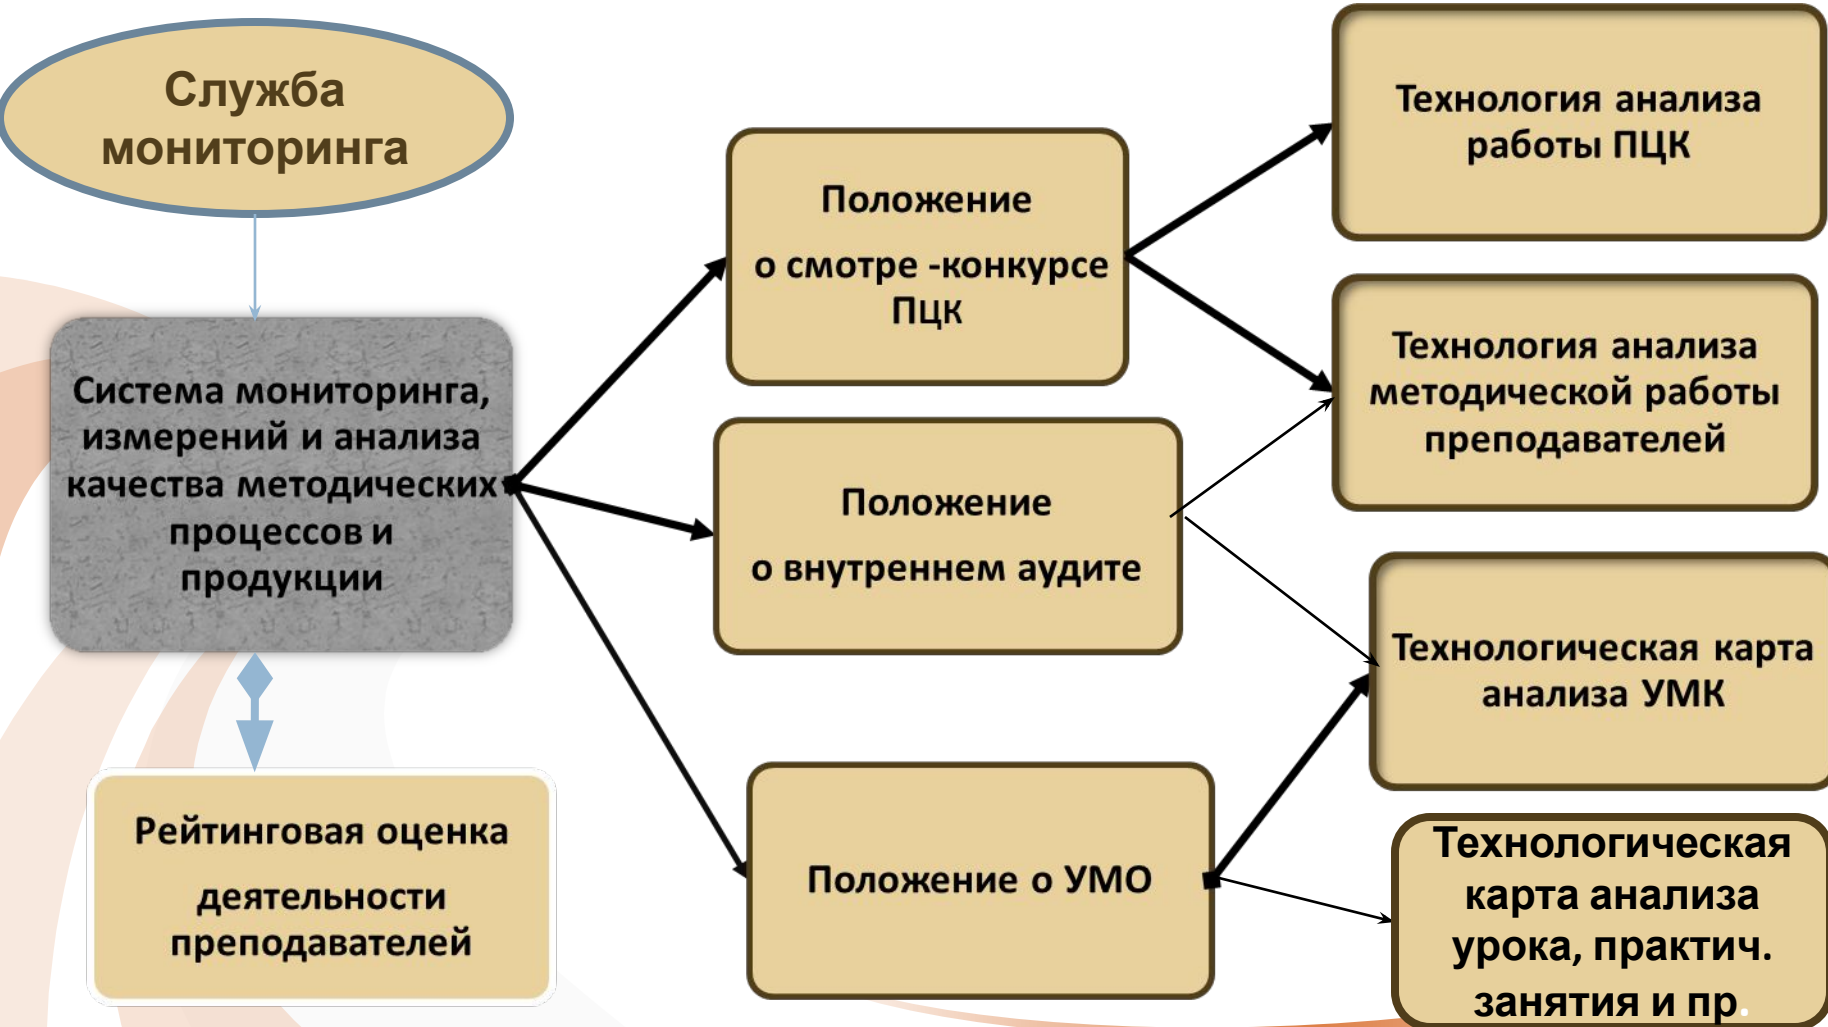 Служба
мониторинга
Система мониторинга,
измерений и анализа
качества методических
процессов и
продукции
Рейтинговая оценка
деятельности
преподавателей
Положение
о смотре -конкурсе
ПЦК
Положение
о внутреннем аудите
Положение о УМО
Технология анализа
работы ПЦК
Технология анализа
методической работы
преподавателей
Технологическая карта
анализа УМК
Технологическая
карта анализа
урока, практич.
занятия и пр.